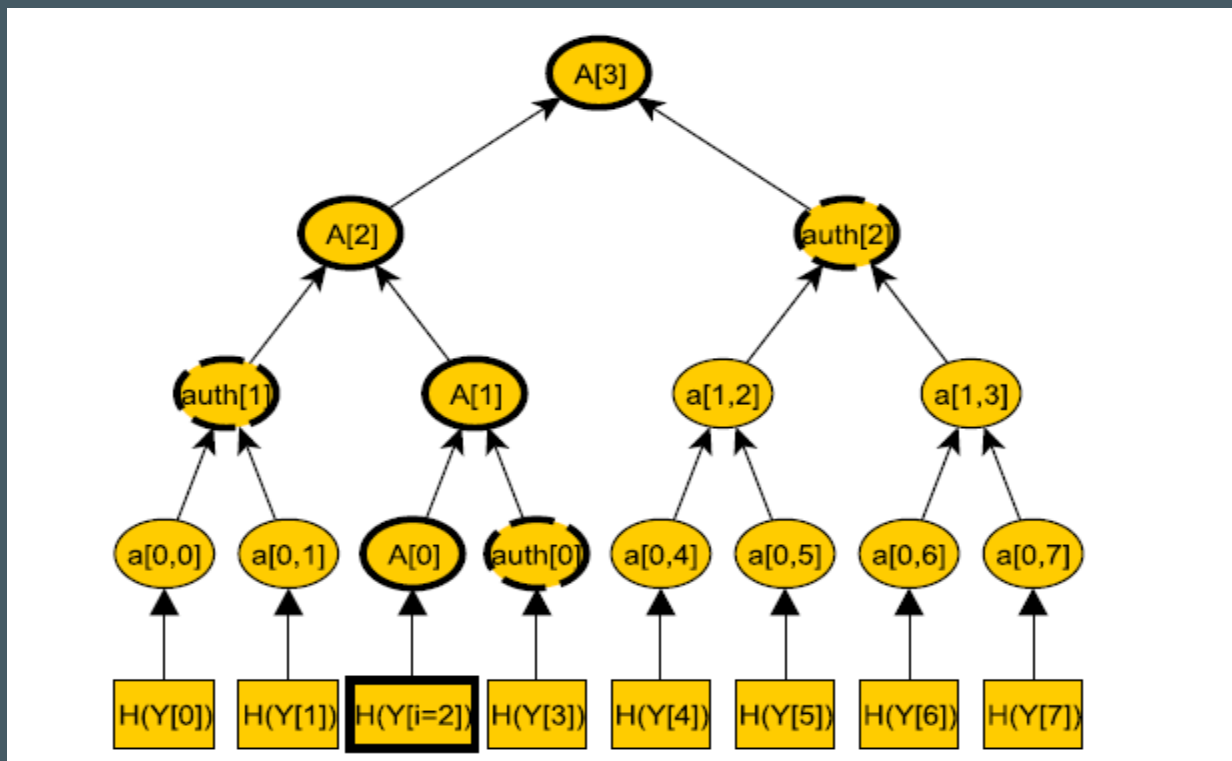 A[3]
A[2] auth[2]
auth[1] A[1] a[1,2] a[1,3]
a[0,0] a[0,1] A[0] auth[0] a[0,4] a[0,5] a[0,6] a[0,7]
H(Y[0]) H(Y[1]) H(Y[i=2]) H(Y[3]) H(Y[4]) H(Y[5]) H(Y[6]) H(Y[7])